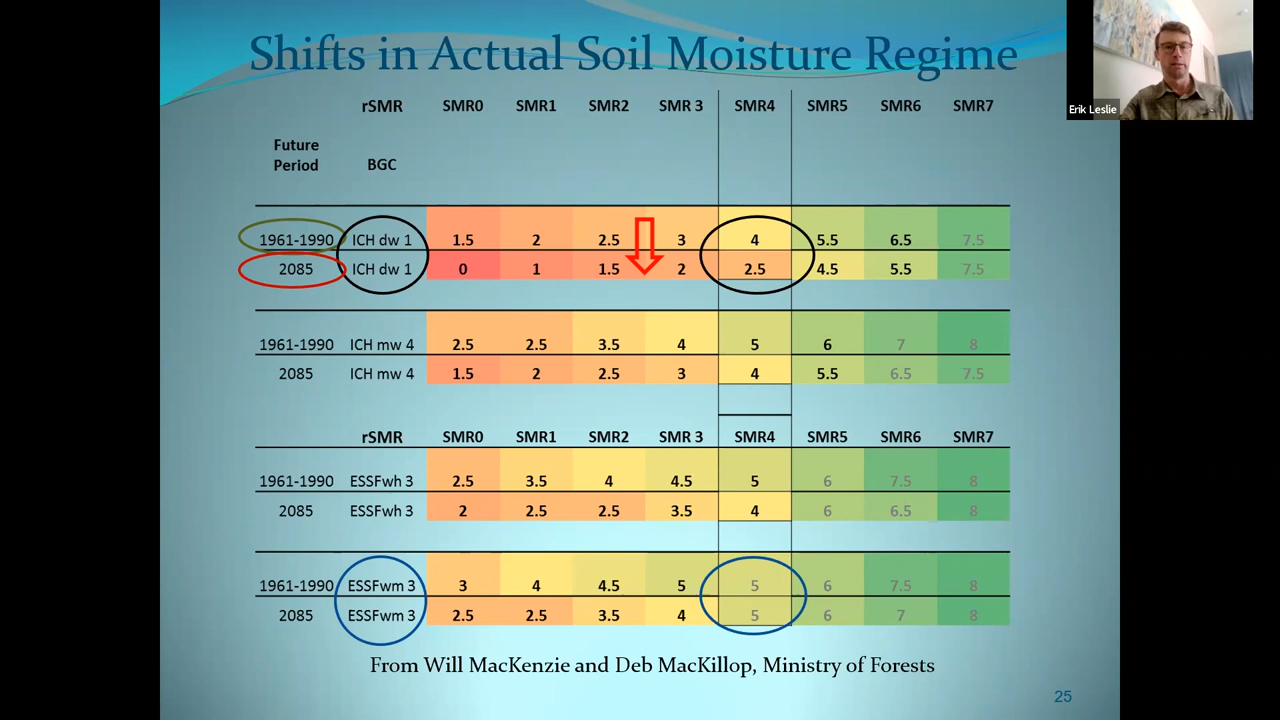 Shifts in Actual Soil Moisture Regime
Erik Leslie
rSMR SMR0 SMR1 SMR2 SMR 3 SMR4 SMR5 SMR6 SMR7
Future
Period BGC
1961-1990 ICH dw 1 1.5 2 2.5 3 4 5.5 6.5 7.5
2085 ICH dw 1 0 1 1.5 2 2.5 4.5 5.5 7.5
1961-1990 ICH mw 4 2.5 2.5 3.5 4 5 6 7 8
2085 ICH mw 4 1.5 2 2.5 3 4 5.5 6.5 7.5
rSMR SMR0 SMR1 SMR2 SMR 3 SMR4 SMR5 SMR6 SMR7
1961-1990 ESSFwh 3 2.5 3.5 4 4.5 5 6 7.5 8
2085 ESSFwh 3 2 2.5 2.5 3.5 4 6 6.5 8
1961-1990 ESSFwm 3 3 4 4.5 5 5 6 7.5 8
2085 ESSFwm 3 2.5 2.5 3.5 4 5 6 7 8
From Will MacKenzie and Deb MacKillop, Ministry of Forests
25